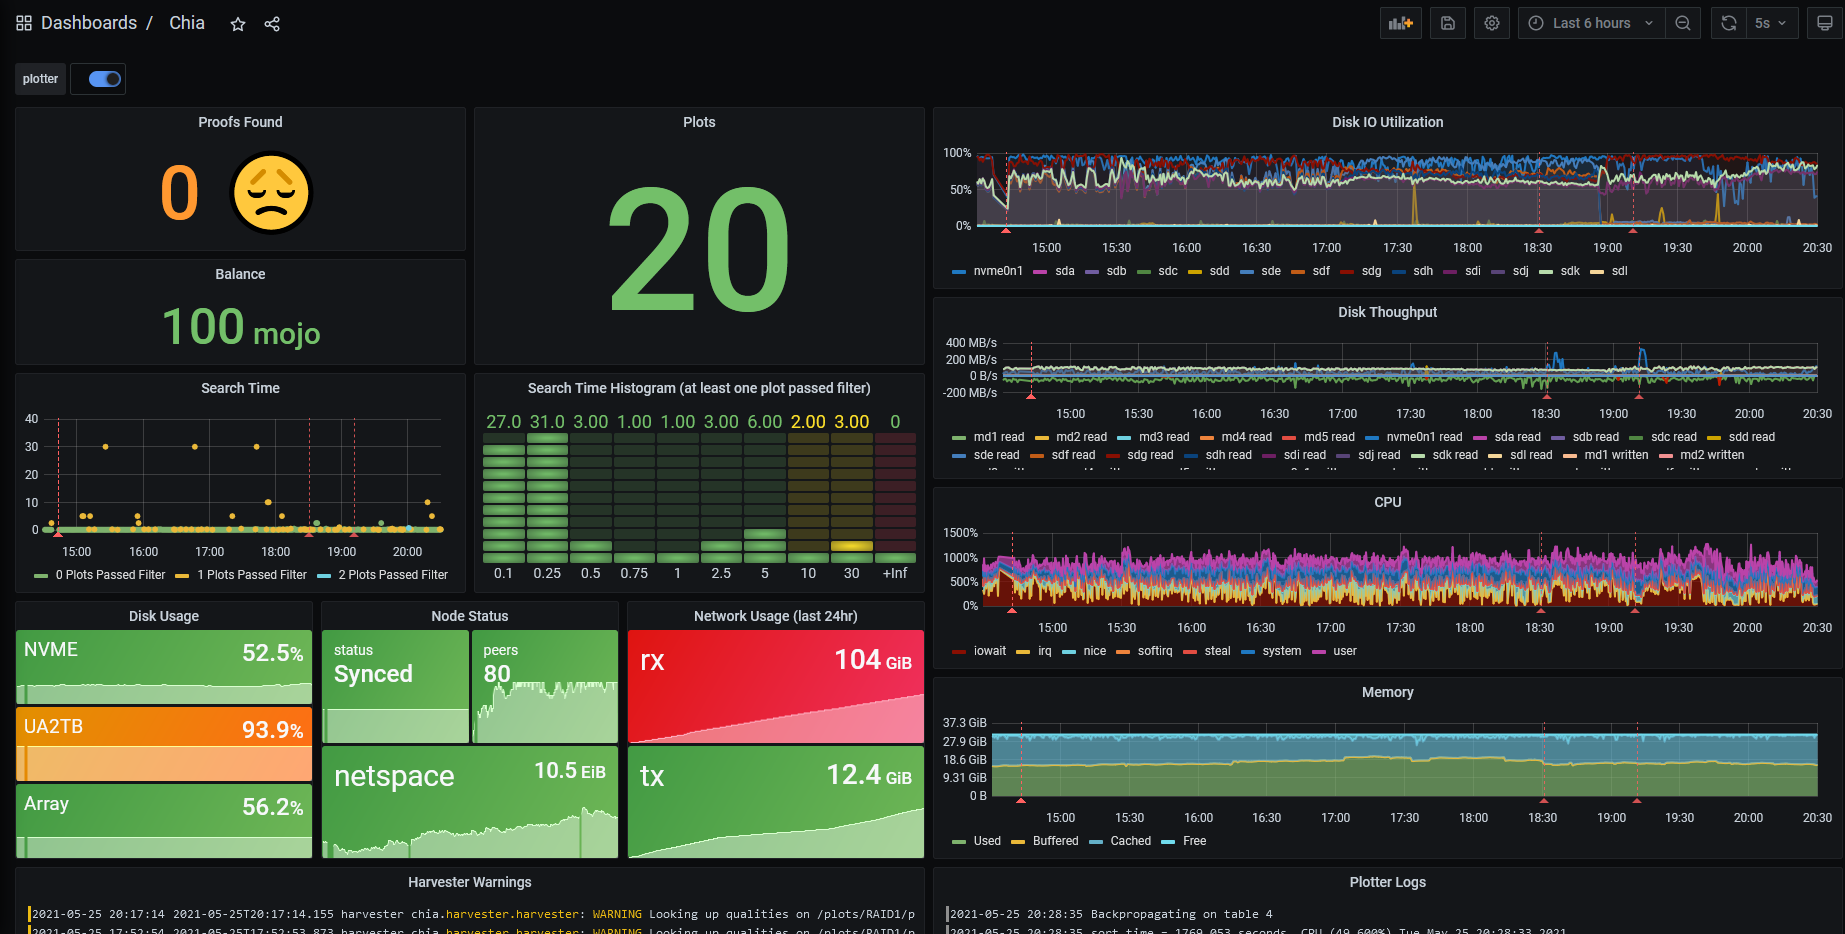 Dashboards / Chia
Last 6 hours
5s
plotter
Proofs Found
0
Balance
100 mojo
Plots
20
Search Time
40
30
20
10
0
15:00 16:00 17:00 18:00 19:00 20:00
0 Plots Passed Filter 1 Plots Passed Filter 2 Plots Passed Filter
Search Time Histogram (at least one plot passed filter)
27.0 31.0 3.00 1.00 1.00 3.00 6.00 2.00 3.00 0
0.1 0.25 0.5 0.75 1 2.5 5 10 30 +Inf
Disk Usage
NVME 52.5%
UA2TB 93.9%
Array 56.2%
Node Status
status
Synced
peers
80
netspace 10.5 EiB
Network Usage (last 24hr)
rx 104 GiB
tx 12.4 GiB
Disk IO Utilization
100%
50%
0%
15:00 15:30 16:00 16:30 17:00 17:30 18:00 18:30 19:00 19:30 20:00 20:30
nvme0n1 sda sdb sdc sdd sde sdf sdg sdh sdi sdj sdk sdl
Disk Thoughput
400 MB/s
200 MB/s
0 B/s
-200 MB/s
15:00 15:30 16:00 16:30 17:00 17:30 18:00 18:30 19:00 19:30 20:00 20:30
md1 read md2 read md3 read md4 read md5 read nvme0n1 read sda read sdb read sdc read sdd read
sde read sdf read sdg read sdh read sdi read sdj read sdk read sdl read md1 written md2 written
CPU
1500%
1000%
500%
0%
15:00 15:30 16:00 16:30 17:00 17:30 18:00 18:30 19:00 19:30 20:00 20:30
iowait irq nice softirq steal system user
Memory
37.3 GiB
27.9 GiB
18.6 GiB
9.31 GiB
0 B
15:00 15:30 16:00 16:30 17:00 17:30 18:00 18:30 19:00 19:30 20:00 20:30
Used Buffered Cached Free
Harvester Warnings
2021-05-25 20:17:14 2021-05-25T20:17:14.155 harvester chia.harvester.harvester: WARNING Looking up qualities on /plots/RAID1/p
2021-05-25 17:52:54 2021-05-25T17:52:53.873 harvester chia.harvester.harvester: WARNING Looking up qualities on /plots/RAID1/p
Plotter Logs
2021-05-25 20:28:35 Backpropagating on table 4
2021-05-25 20:28:35 sort time = 1769.053 seconds. CPU (49.600%) Tue May 25 20:28:33 2021